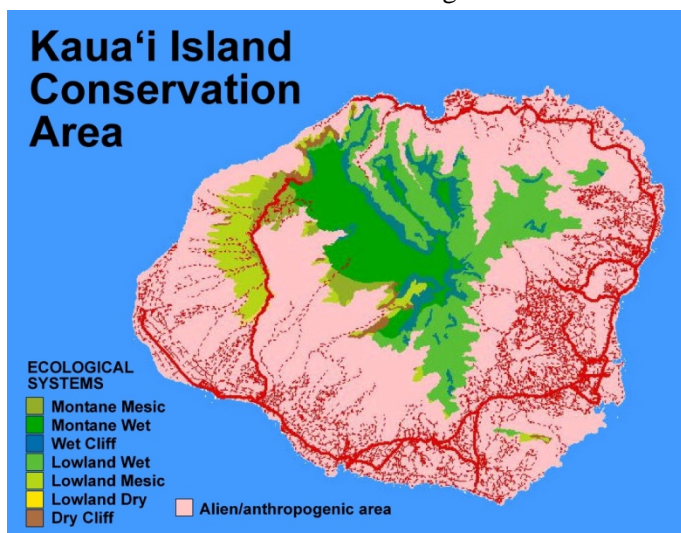 Kauaʻi Island
Conservation
Area
ECOLOGICAL
SYSTEMS
Montane Mesic
Montane Wet
Wet Cliff
Lowland Wet
Lowland Mesic
Lowland Dry
Dry Cliff
Alien/anthropogenic area